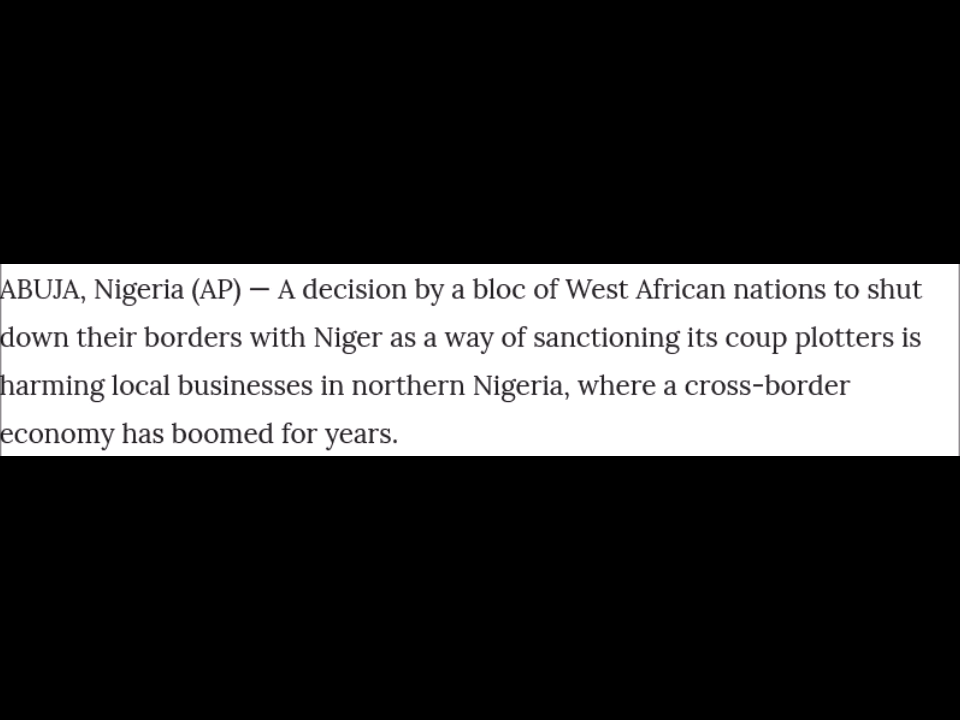 ABUJA, Nigeria (AP) — A decision by a bloc of West African nations to shut
down their borders with Niger as a way of sanctioning its coup plotters is
harming local businesses in northern Nigeria, where a cross-border
economy has boomed for years.